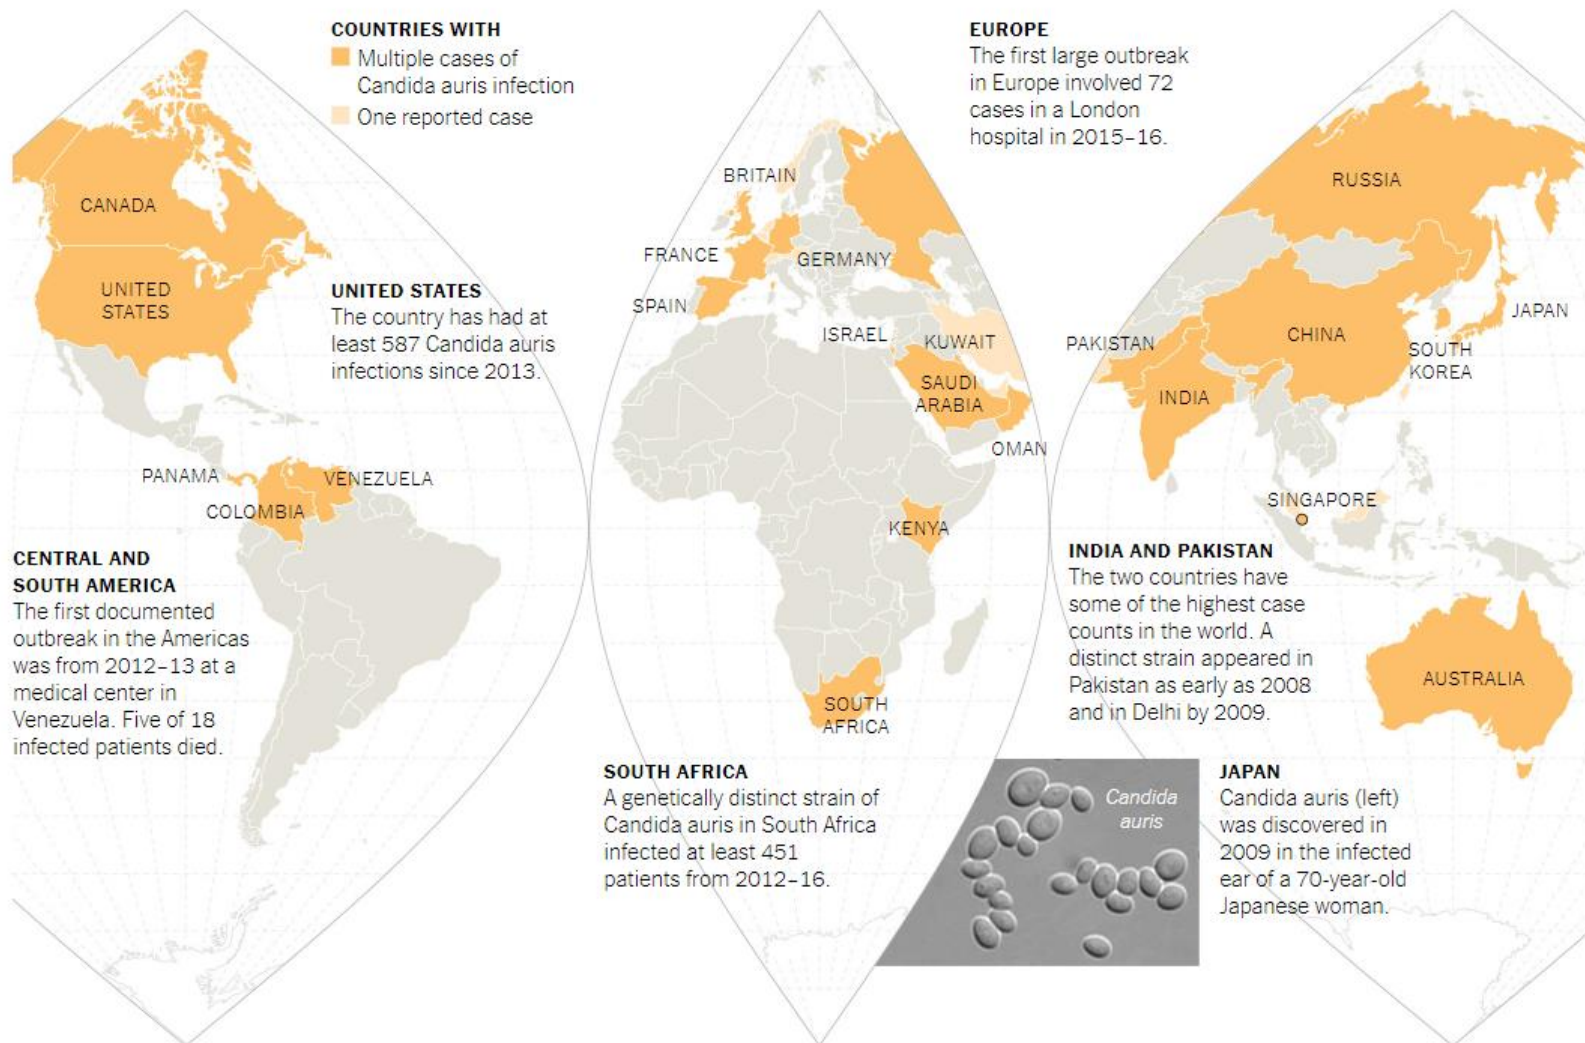 COUNTRIES WITH
Multiple cases of
Candida auris infection
One reported case
EUROPE
The first large outbreak
in Europe involved 72
cases in a London
hospital in 2015–16.
CANADA
UNITED
STATES
UNITED STATES
The country has had at
least 587 Candida auris
infections since 2013.
PANAMA
VENEZUELA
COLOMBIA
CENTRAL AND
SOUTH AMERICA
The first documented
outbreak in the Americas
was from 2012–13 at a
medical center in
Venezuela. Five of 18
infected patients died.
BRITAIN
FRANCE
GERMANY
SPAIN
ISRAEL
KUWAIT
SAUDI
ARABIA
OMAN
KENYA
SOUTH
AFRICA
SOUTH AFRICA
A genetically distinct strain of
Candida auris in South Africa
infected at least 451
patients from 2012–16.
RUSSIA
JAPAN
CHINA
PAKISTAN
SOUTH
KOREA
INDIA
SINGAPORE
INDIA AND PAKISTAN
The two countries have
some of the highest case
counts in the world. A
distinct strain appeared in
Pakistan as early as 2008
and in Delhi by 2009.
AUSTRALIA
Candida
auris
JAPAN
Candida auris (left)
was discovered in
2009 in the infected
ear of a 70-year-old
Japanese woman.